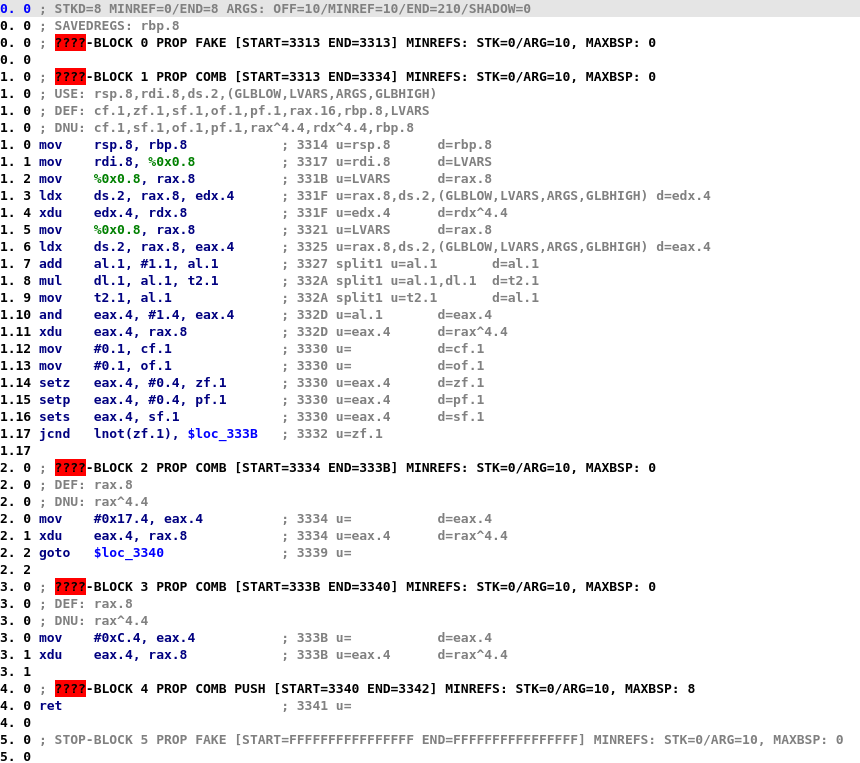 0. 0 ; STKD=8 MINREF=0/END=8 ARGS: OFF=10/MINREF=10/END=210/SHADOW=0
0. 0 ; SAVEDREGS: rbp.8
0. 0 ; ????-BLOCK 0 PROP FAKE [START=3313 END=3313] MINREFS: STK=0/ARG=10, MAXBSP: 0
0. 0
1. 0 ; ????-BLOCK 1 PROP COMB [START=3313 END=3334] MINREFS: STK=0/ARG=10, MAXBSP: 0
1. 0 ; USE: rsp.8,rdi.8,ds.2,(GLBLOW,LVARS,ARGS,GLBHIGH)
1. 0 ; DEF: cf.1,zf.1,sf.1,of.1,pf.1,rax.16,rbp.8,LVARS
1. 0 ; DNU: cf.1,sf.1,of.1,pf.1,rax^4.4,rdx^4.4,rbp.8
1. 0 mov    rsp.8, rbp.8            ; 3314 u=rsp.8      d=rbp.8
1. 1 mov    rdi.8, %0x0.8           ; 3317 u=rdi.8      d=LVARS
1. 2 mov    %0x0.8, rax.8           ; 331B u=LVARS      d=rax.8
1. 3 ldx    ds.2, rax.8, edx.4      ; 331F u=rax.8,ds.2,(GLBLOW,LVARS,ARGS,GLBHIGH) d=edx.4
1. 4 xdu    edx.4, rdx.8            ; 331F u=edx.4      d=rdx^4.4
1. 5 mov    %0x0.8, rax.8           ; 3321 u=LVARS      d=rax.8
1. 6 ldx    ds.2, rax.8, eax.4      ; 3325 u=rax.8,ds.2,(GLBLOW,LVARS,ARGS,GLBHIGH) d=eax.4
1. 7 add    al.1, #1.1, al.1        ; 3327 split1 u=al.1       d=al.1
1. 8 mul    dl.1, al.1, t2.1        ; 332A split1 u=al.1,dl.1  d=t2.1
1. 9 mov    t2.1, al.1              ; 332A split1 u=t2.1       d=al.1
1.10 and    eax.4, #1.4, eax.4      ; 332D u=al.1       d=eax.4
1.11 xdu    eax.4, rax.8            ; 332D u=eax.4      d=rax^4.4
1.12 mov    #0.1, cf.1              ; 3330 u=           d=cf.1
1.13 mov    #0.1, of.1              ; 3330 u=           d=of.1
1.14 setz   eax.4, #0.4, zf.1       ; 3330 u=eax.4      d=zf.1
1.15 setp   eax.4, #0.4, pf.1       ; 3330 u=eax.4      d=pf.1
1.16 sets   eax.4, sf.1             ; 3330 u=eax.4      d=sf.1
1.17 jcnd   lnot(zf.1), $loc_333B   ; 3332 u=zf.1
1.17
2. 0 ; ????-BLOCK 2 PROP COMB [START=3334 END=333B] MINREFS: STK=0/ARG=10, MAXBSP: 0
2. 0 ; DEF: rax.8
2. 0 ; DNU: rax^4.4
2. 0 mov    #0x17.4, eax.4          ; 3334 u=           d=eax.4
2. 1 xdu    eax.4, rax.8            ; 3334 u=eax.4      d=rax^4.4
2. 2 goto   $loc_3340               ; 3339 u=
2. 2
3. 0 ; ????-BLOCK 3 PROP COMB [START=333B END=3340] MINREFS: STK=0/ARG=10, MAXBSP: 0
3. 0 ; DEF: rax.8
3. 0 ; DNU: rax^4.4
3. 0 mov    #0xC.4, eax.4           ; 333B u=           d=eax.4
3. 1 xdu    eax.4, rax.8            ; 333B u=eax.4      d=rax^4.4
3. 1
4. 0 ; ????-BLOCK 4 PROP COMB PUSH [START=3340 END=3342] MINREFS: STK=0/ARG=10, MAXBSP: 8
4. 0 ret                            ; 3341 u=
4. 0
5. 0 ; STOP-BLOCK 5 PROP FAKE [START=FFFFFFFFFFFFFFFF END=FFFFFFFFFFFFFFFF] MINREFS: STK=0/ARG=10, MAXBSP: 0
5. 0